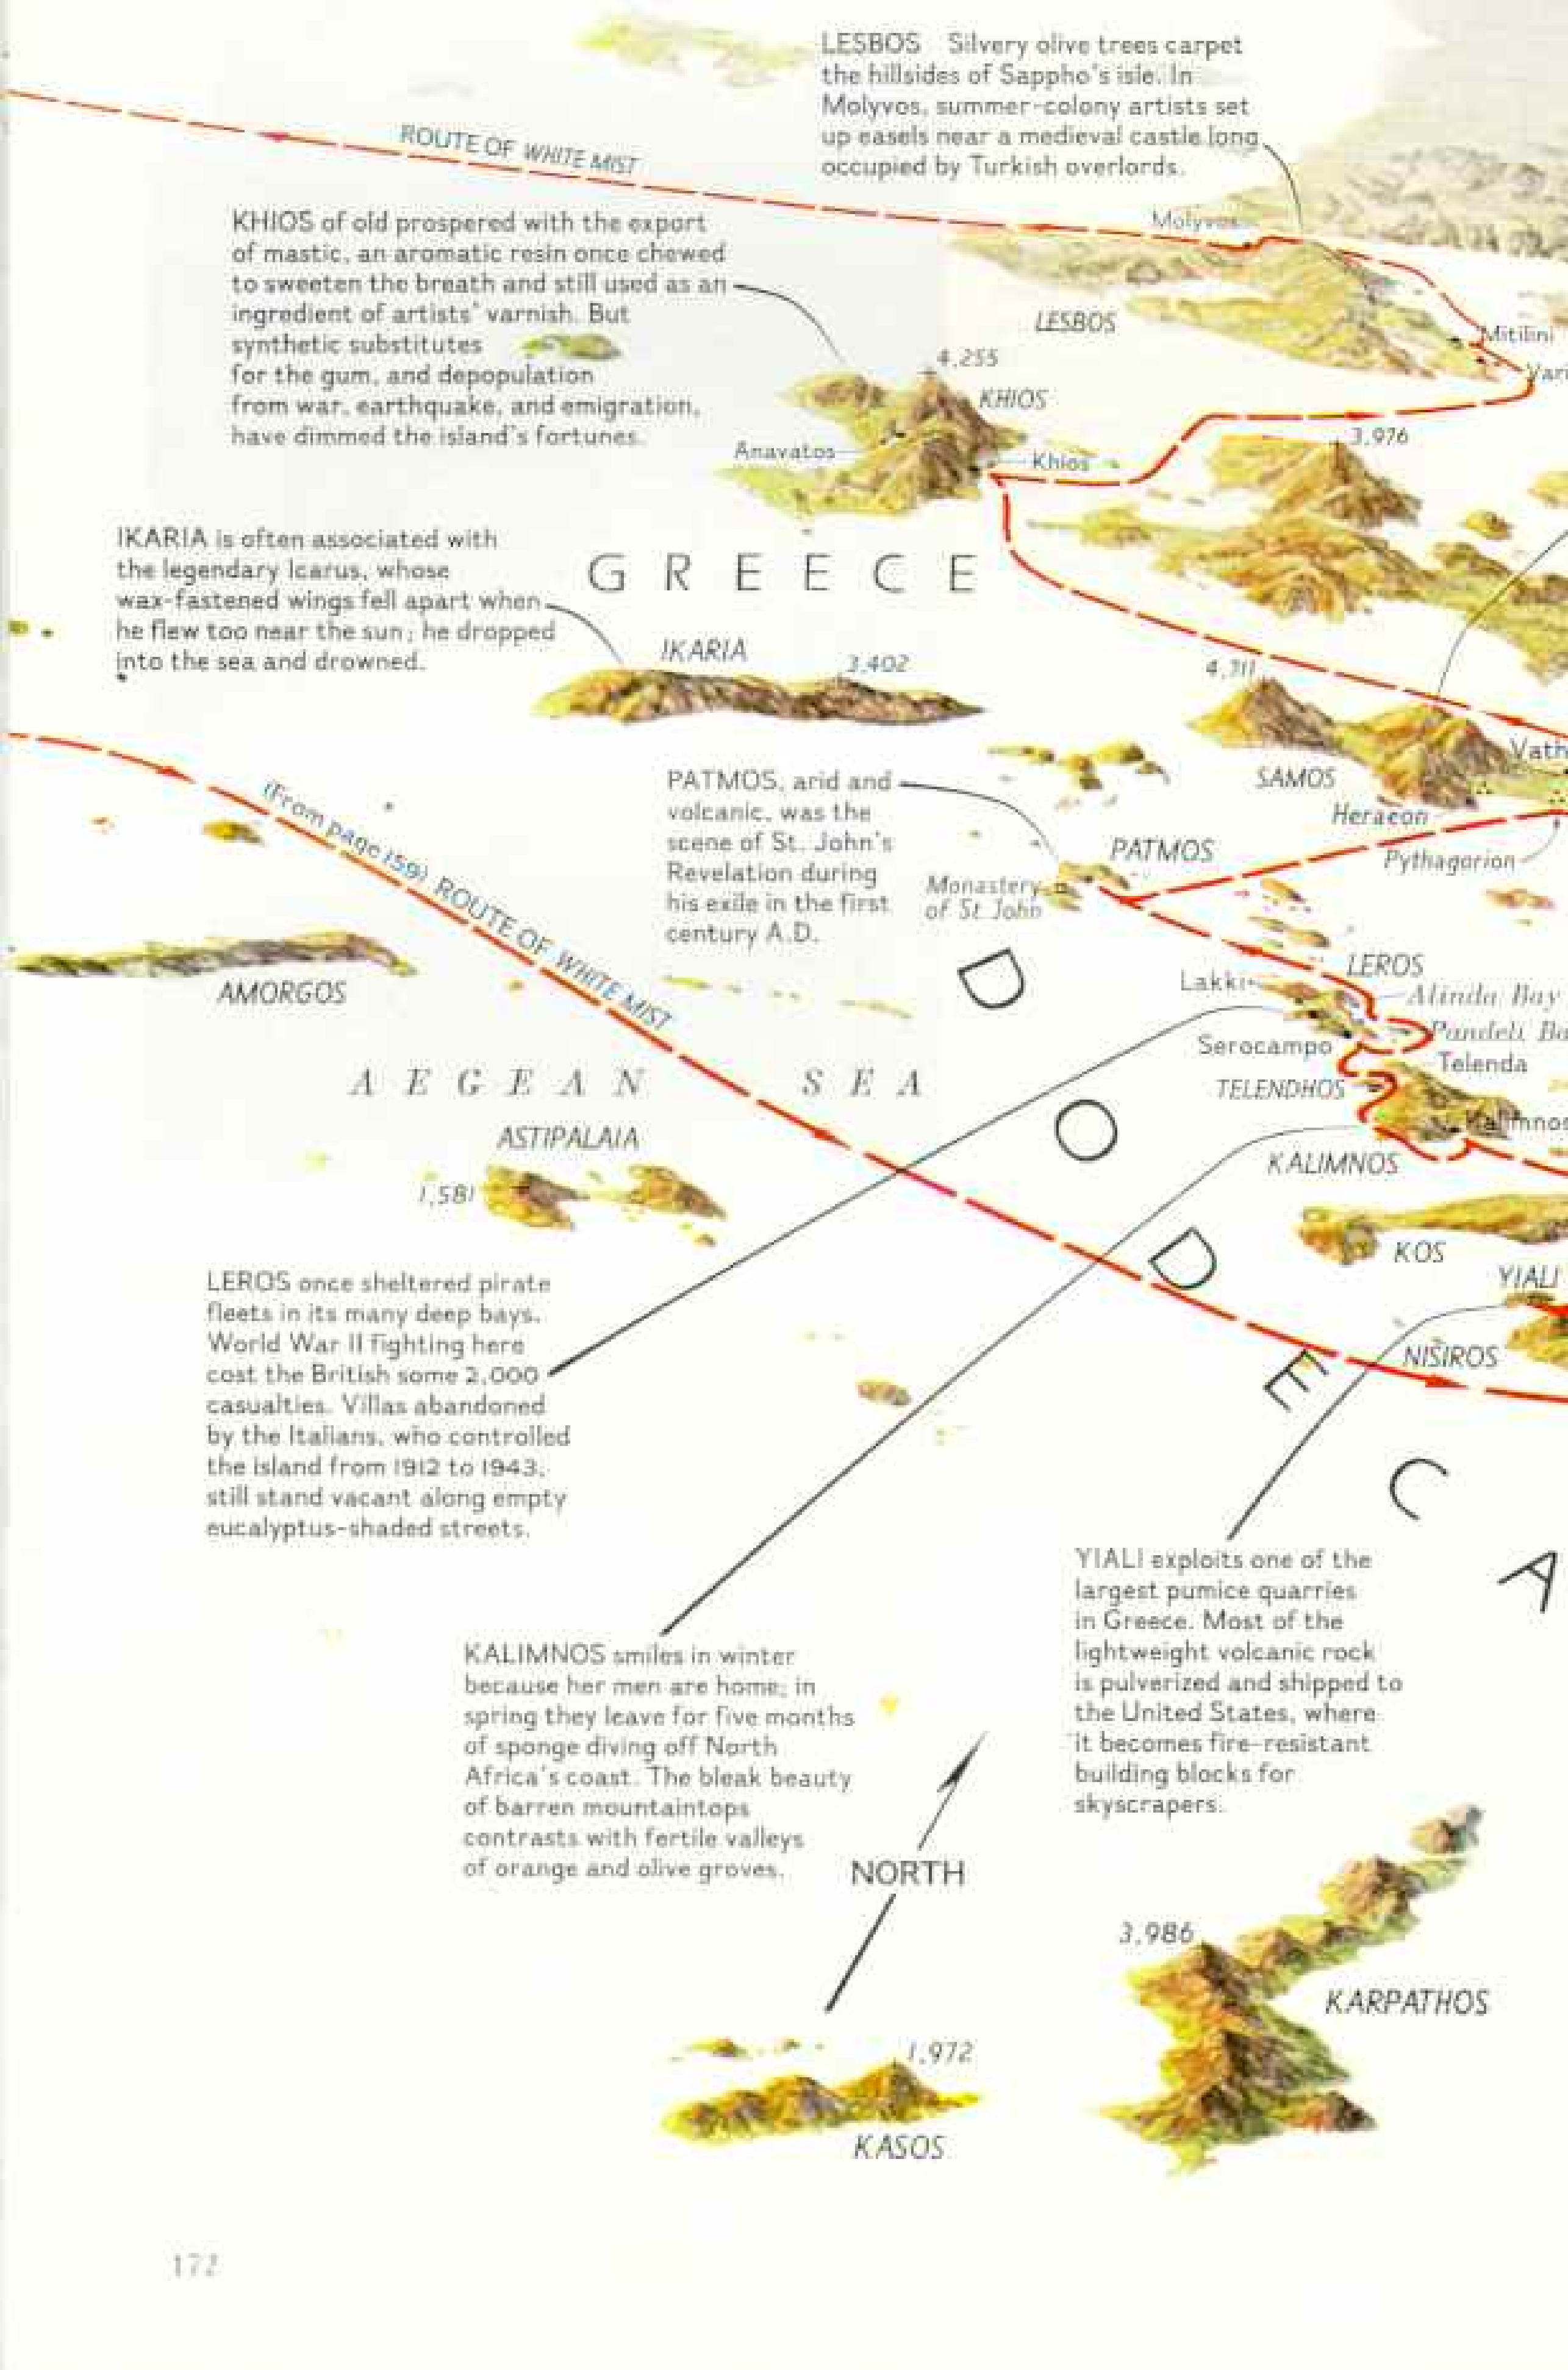 LESBOS Silvery olive trees carpet
the hillsides of Sappho's isle. In
Molyvos, summer-colony artists set
up easels near a medieval castle long
occupied by Turkish overlords.
ROUTE OF WHITE MIST
Molyvos
KHIOS of old prospered with the export
of mastic, an aromatic resin once chewed
to sweeten the breath and still used as an
ingredient of artists' varnish. But
synthetic substitutes
for the gum, and depopulation
from war, earthquake, and emigration,
have dimmed the island's fortunes.
LESBOS
Mitilini
Vari
4,255
KHIOS
3,976
Anavatos
Khios
IKARIA is often associated with
the legendary Icarus, whose
wax-fastened wings fell apart when
he flew too near the sun; he dropped
into the sea and drowned.
GREECE
IKARIA
3,402
4,711
Vath
SAMOS
Heraeon
Pythagorion
PATMOS, arid and
volcanic, was the
scene of St. John's
Revelation during
his exile in the first
century A.D.
PATMOS
Monastery
of St. John
(From page 159) ROUTE OF WHITE MIST
AMORGOS
LEROS
Lakki
Alinda Bay
Pandeli Ba
Serocampo
Telenda
TELENDHOS
Kalimnos
KALIMNOS
AEGEAN SEA
ASTIPALAIA
1,581
KOS
YIALI
NISIROS
DODECA
LEROS once sheltered pirate
fleets in its many deep bays.
World War II fighting here
cost the British some 2,000
casualties. Villas abandoned
by the Italians, who controlled
the island from 1912 to 1943,
still stand vacant along empty
eucalyptus-shaded streets.
YIALI exploits one of the
largest pumice quarries
in Greece. Most of the
lightweight volcanic rock
is pulverized and shipped to
the United States, where
it becomes fire-resistant
building blocks for
skyscrapers.
KALIMNOS smiles in winter
because her men are home; in
spring they leave for five months
of sponge diving off North
Africa's coast. The bleak beauty
of barren mountaintops
contrasts with fertile valleys
of orange and olive groves.
NORTH
3,986
KARPATHOS
1,972
KASOS
172